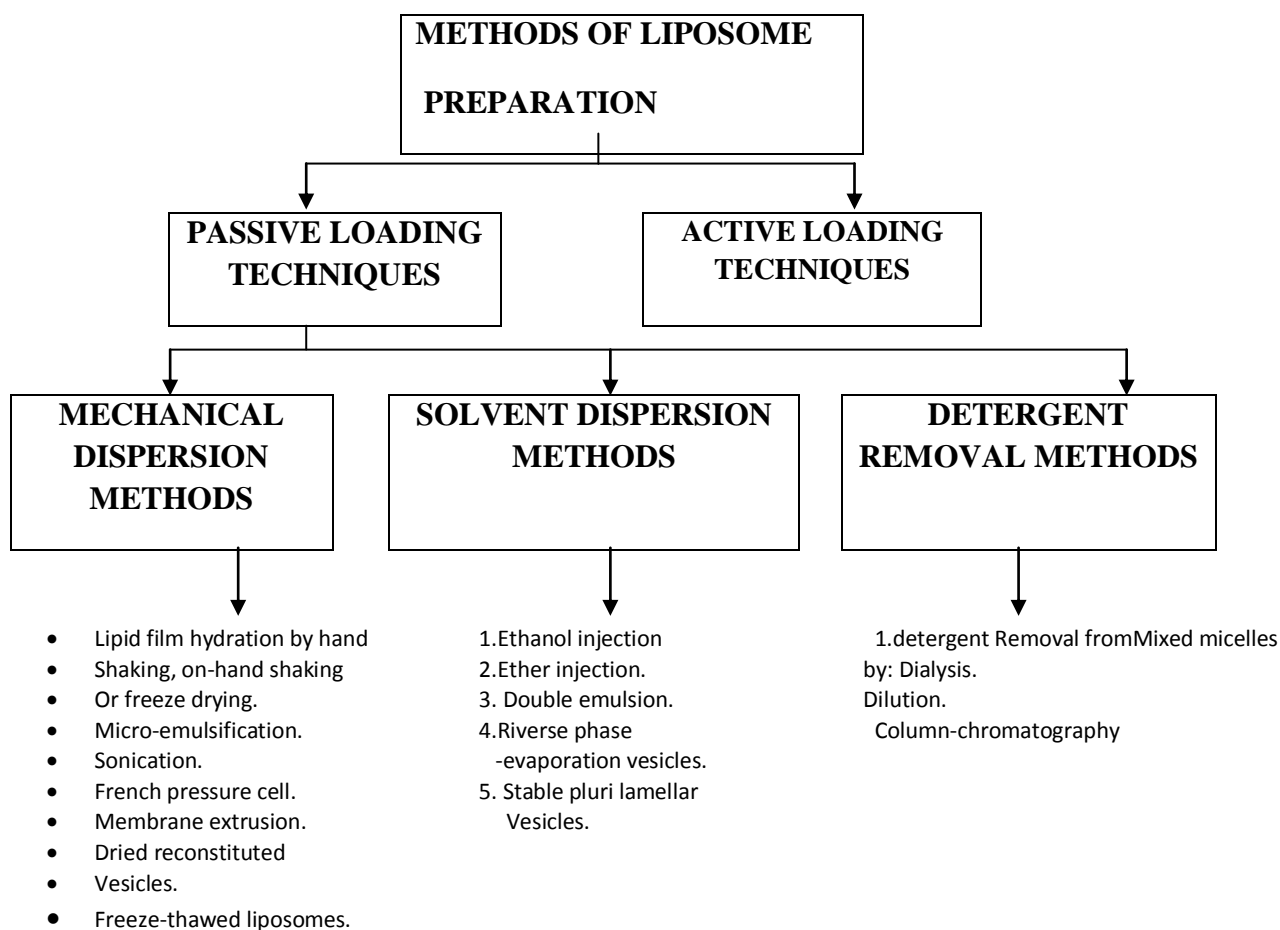 METHODS OF LIPOSOME
PREPARATION
PASSIVE LOADING
TECHNIQUES
ACTIVE LOADING
TECHNIQUES
MECHANICAL
DISPERSION
METHODS
SOLVENT DISPERSION
METHODS
DETERGENT
REMOVAL METHODS
• Lipid film hydration by hand
• Shaking, on-hand shaking
• Or freeze drying.
• Micro-emulsification.
• Sonication.
• French pressure cell.
• Membrane extrusion.
• Dried reconstituted
• Vesicles.
• Freeze-thawed liposomes.
1.Ethanol injection
2.Ether injection.
3. Double emulsion.
4.Riverse phase
-evaporation vesicles.
5. Stable pluri lamellar
Vesicles.
1.detergent Removal fromMixed micelles
by: Dialysis.
Dilution.
Column-chromatography